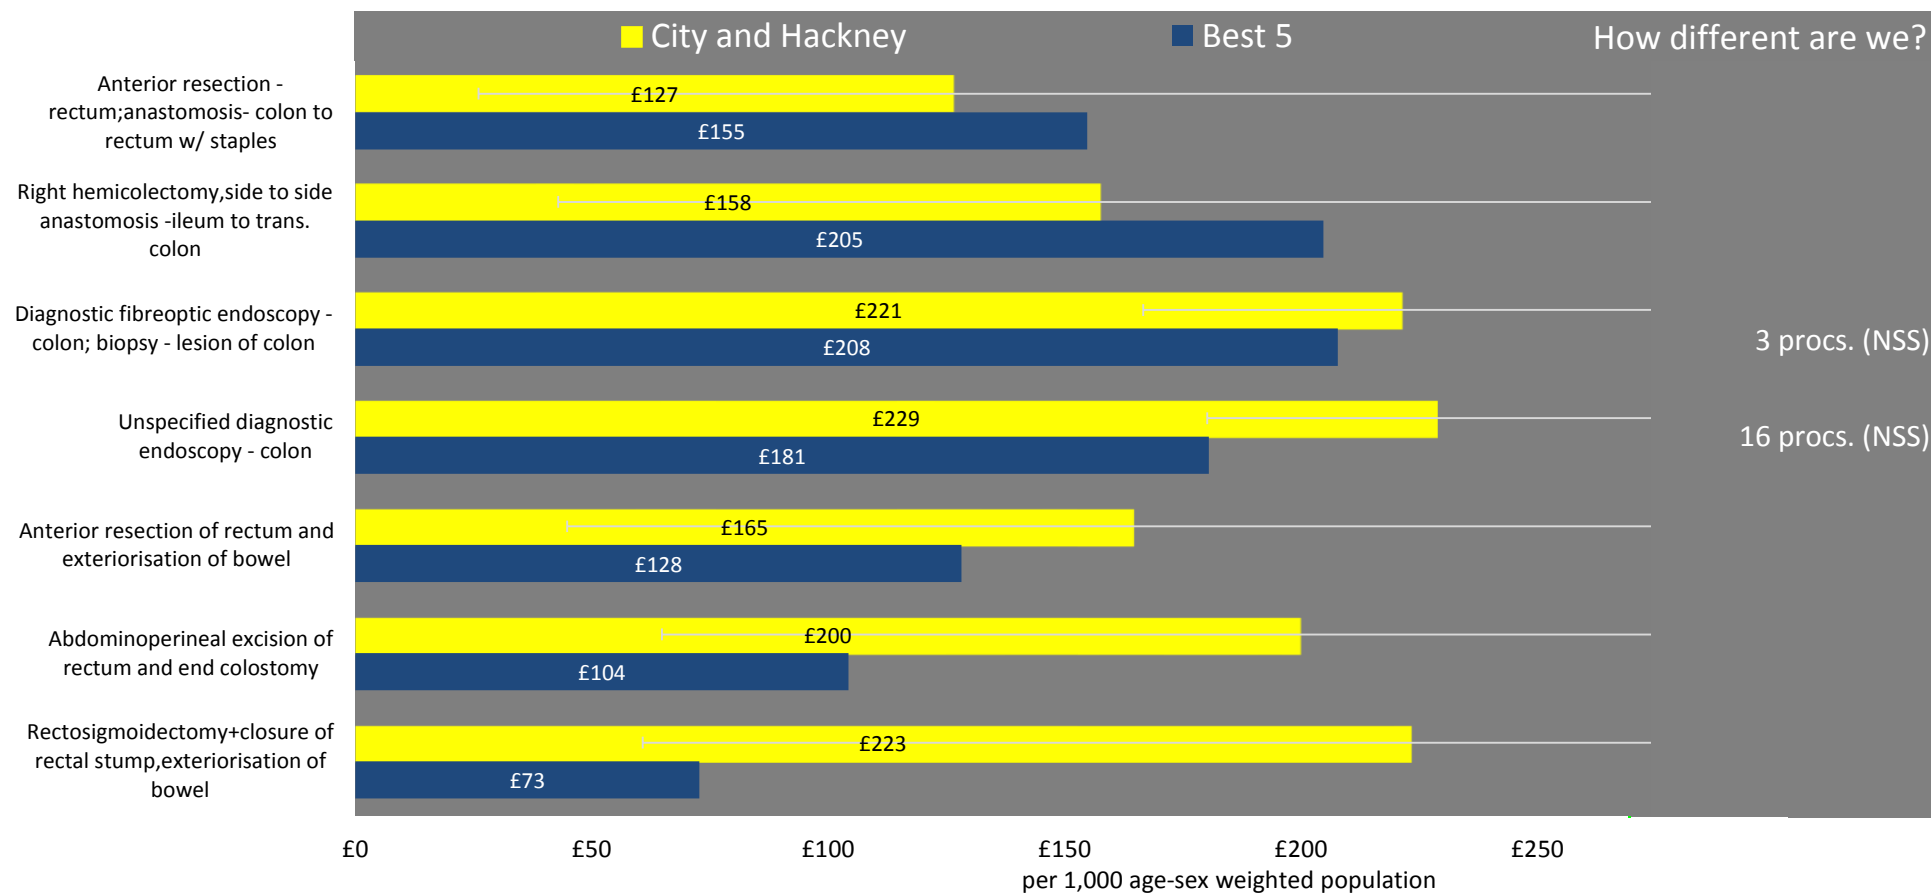 City and Hackney
Best 5
How different are we?
Anterior resection -
rectum;anastomosis- colon to
rectum w/ staples
£127
£155
Right hemicolectomy,side to side
anastomosis -ileum to trans.
colon
£158
£205
Diagnostic fibreoptic endoscopy -
colon; biopsy - lesion of colon
£221
£208
3 procs. (NSS)
Unspecified diagnostic
endoscopy - colon
£229
£181
16 procs. (NSS)
Anterior resection of rectum and
exteriorisation of bowel
£165
£128
Abdominoperineal excision of
rectum and end colostomy
£200
£104
Rectosigmoidectomy+closure of
rectal stump,exteriorisation of
bowel
£223
£73
£0 £50 £100 £150 £200 £250
per 1,000 age-sex weighted population